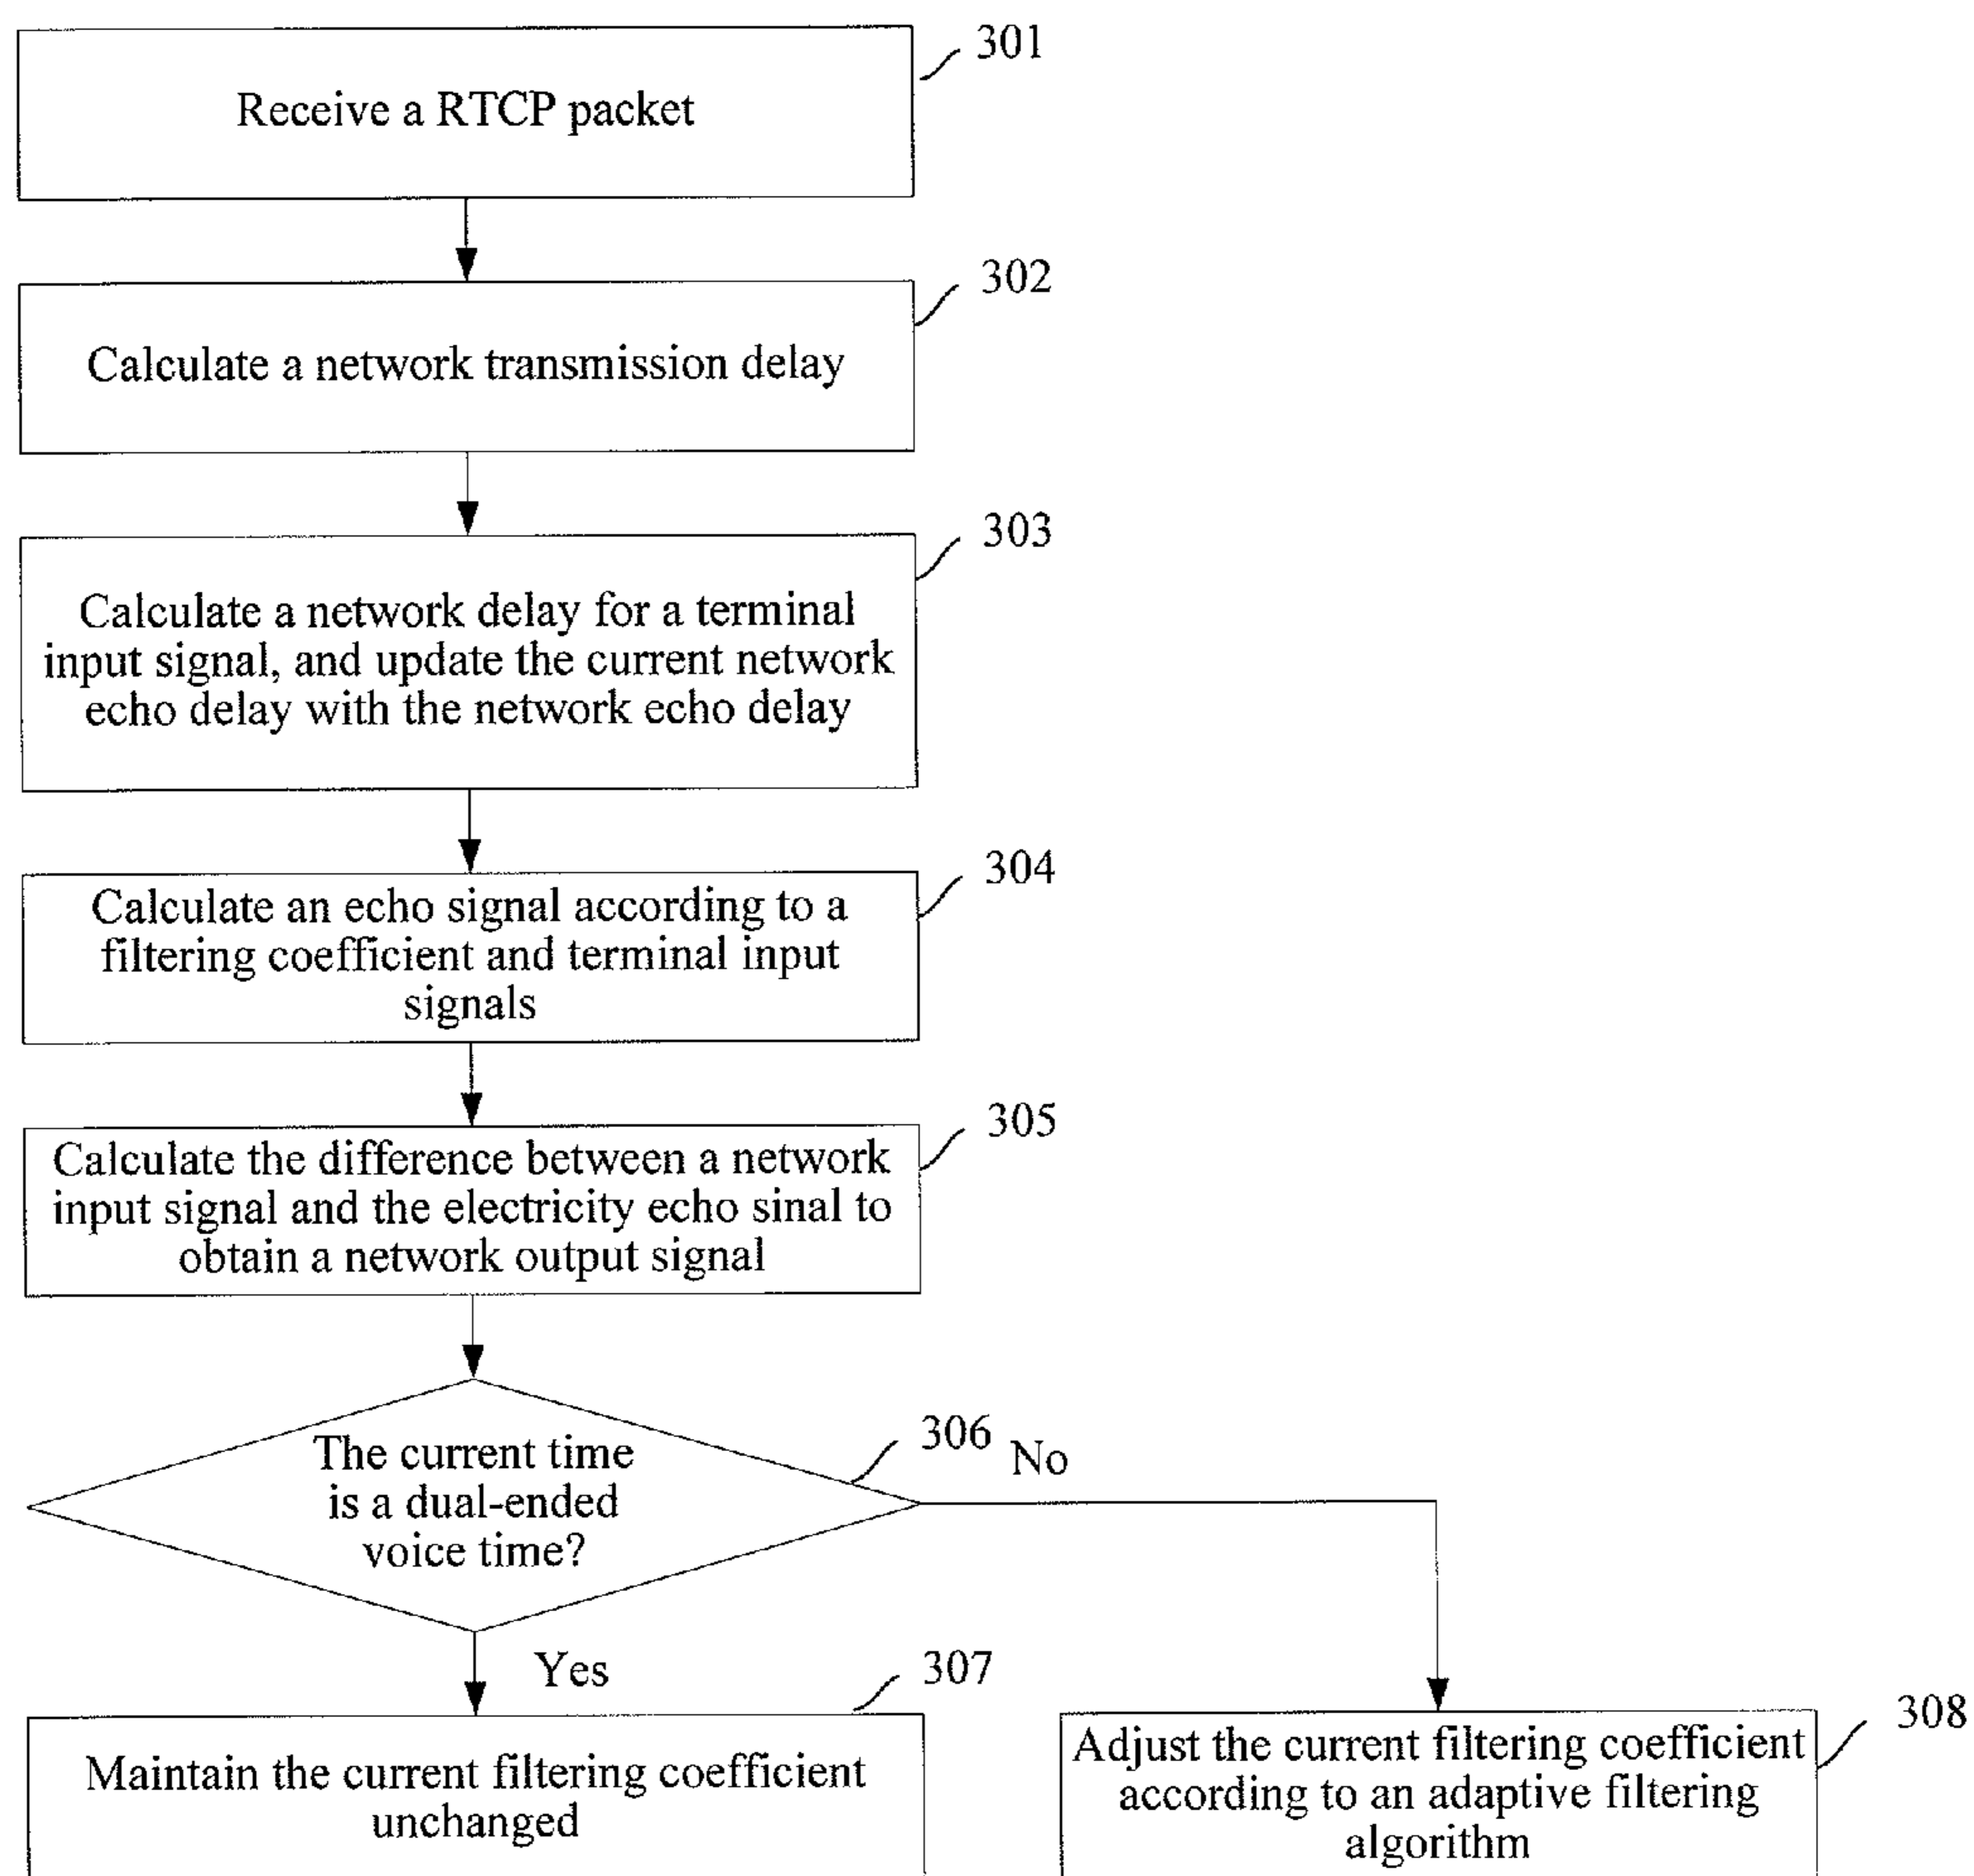 301
Receive a RTCP packet
302
Calculate a network transmission delay
303
Calculate a network delay for a terminal
input signal, and update the current network
echo delay with the network echo delay
304
Calculate an echo signal according to a
filtering coefficient and terminal input
signals
305
Calculate the difference between a network
input signal and the electricity echo sinal to
obtain a network output signal
306
No
The current time
is a dual-ended
voice time?
Yes
307
Maintain the current filtering coefficient
unchanged
308
Adjust the current filtering coefficient
according to an adaptive filtering
algorithm